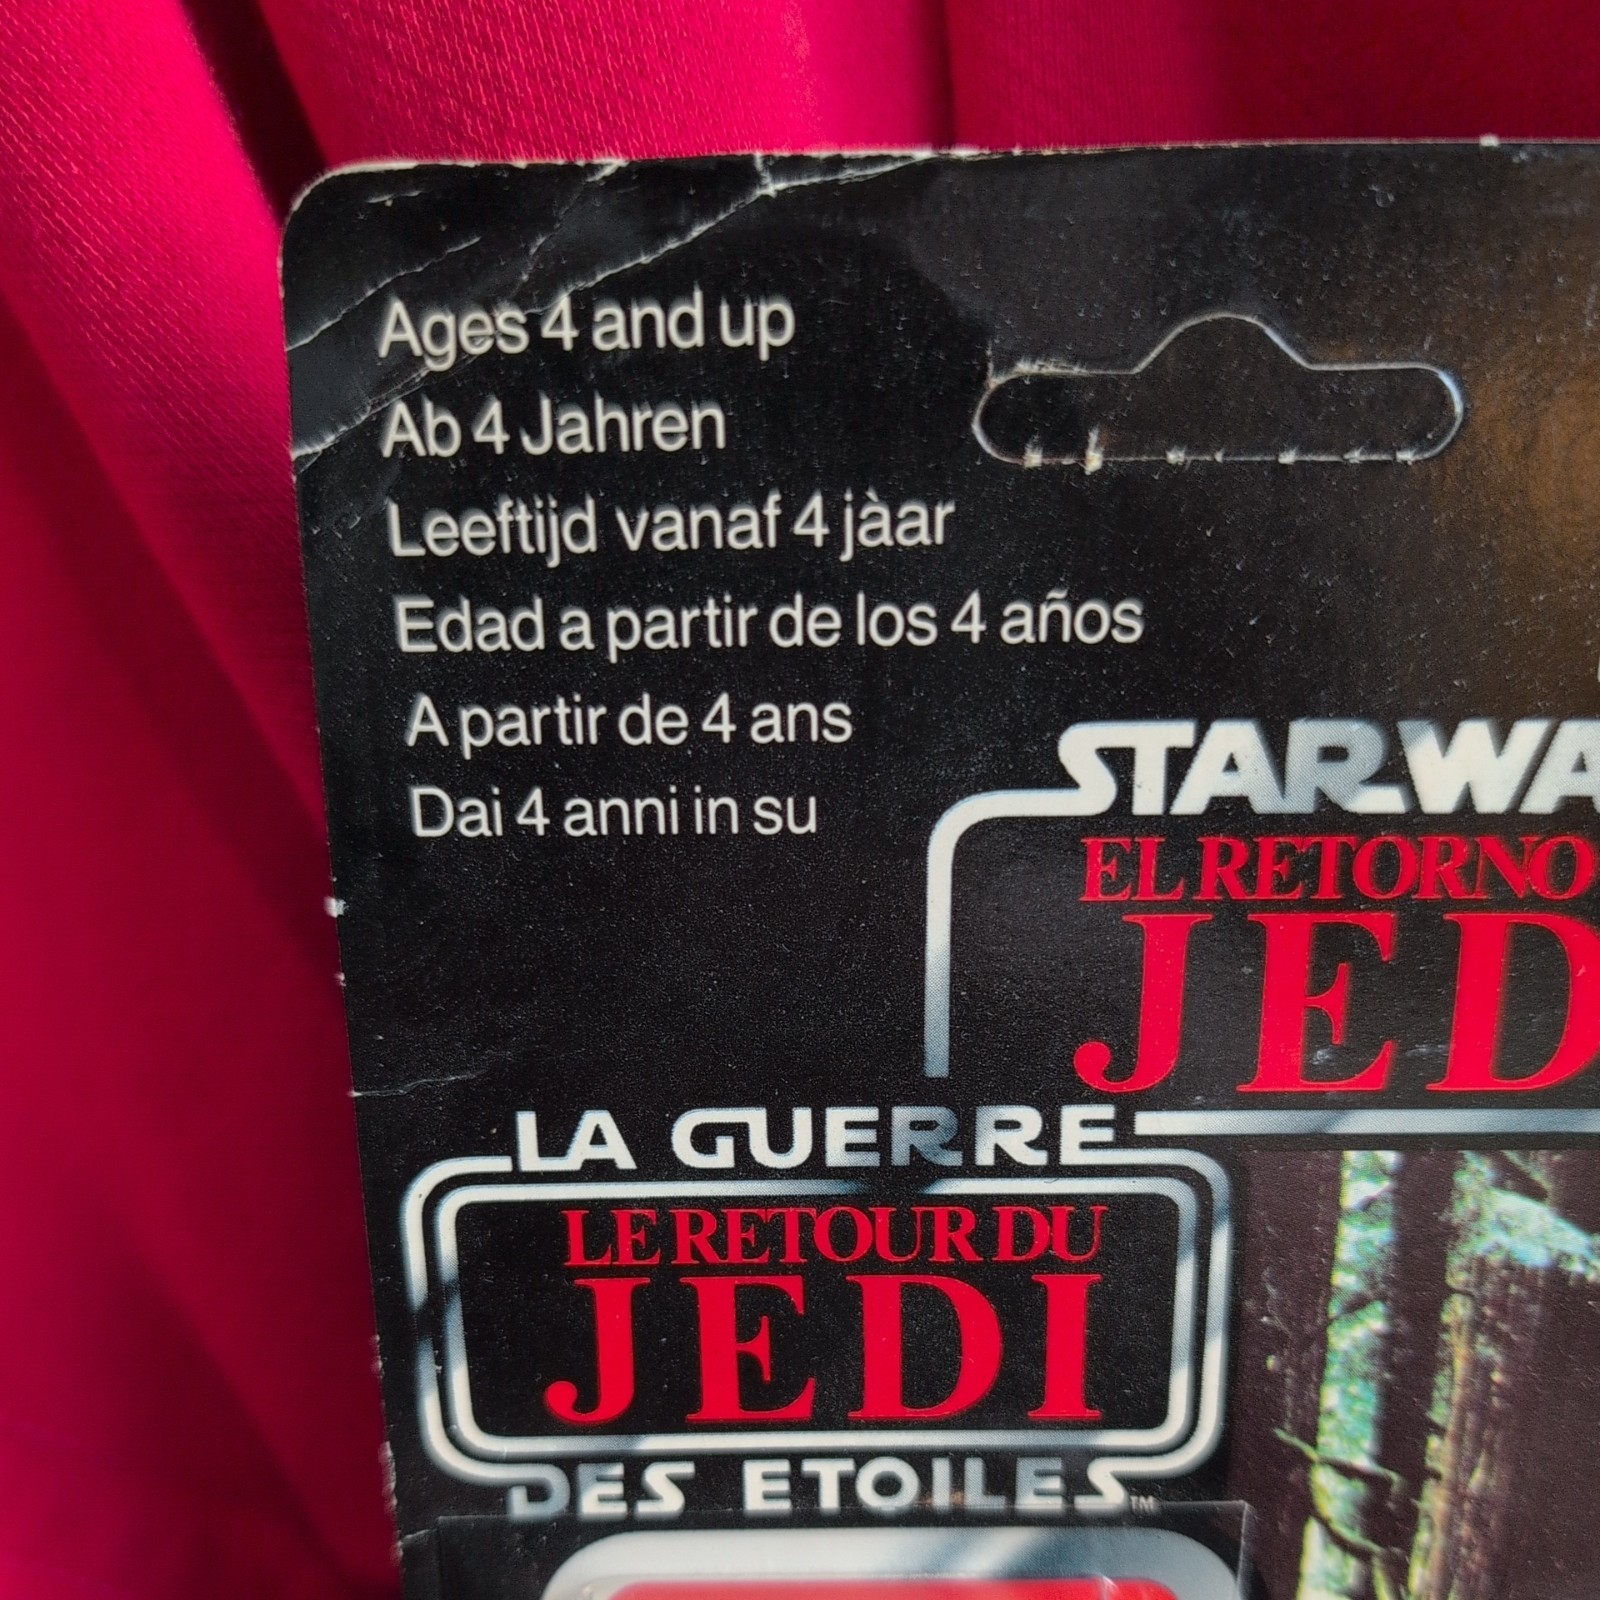 Ages 4 and up
Ab 4 Jahren
Leeftijd vanaf 4 jàar
Edad a partir de los 4 años
A partir de 4 ans
Dai 4 anni in su
STAR WA
EL RETORNO
JED
LA GUERRE
LE RETOUR DU
JEDI
DES ETOILES™